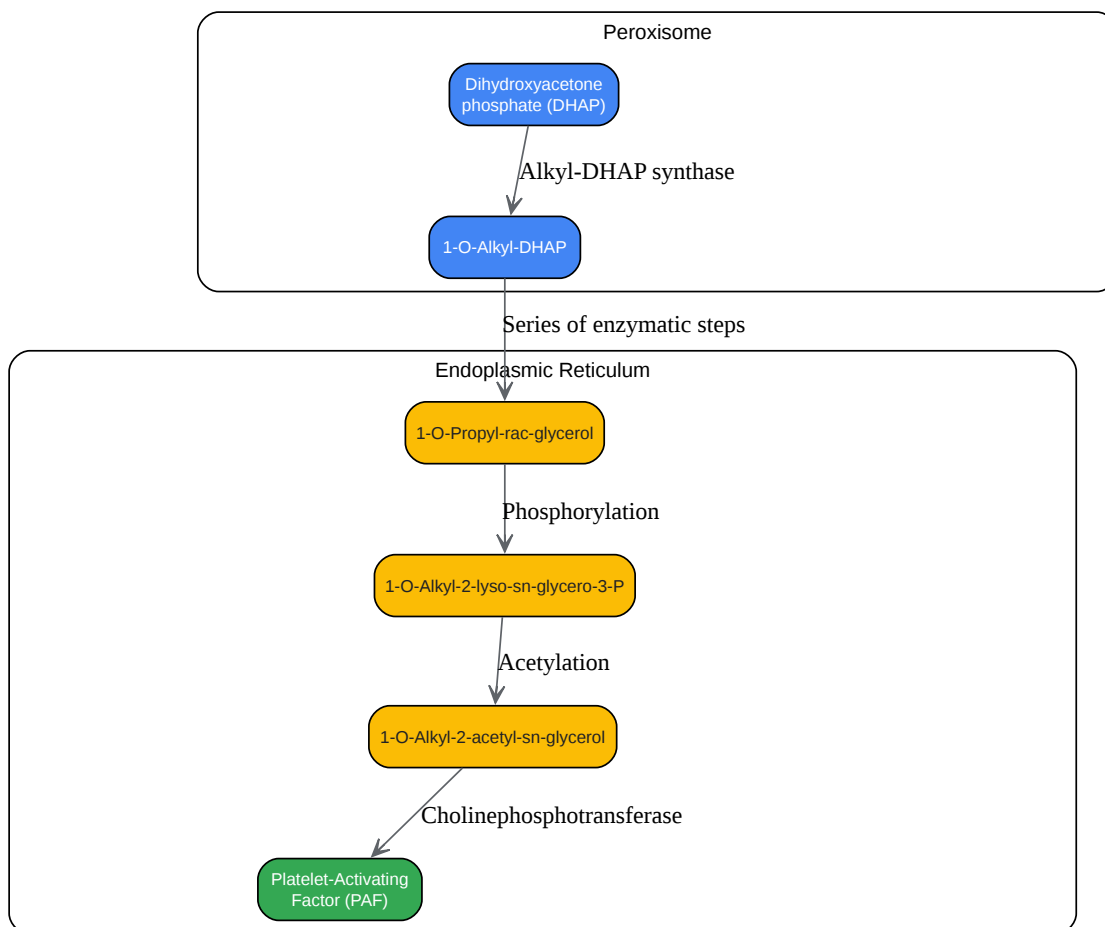 Peroxisome
Dihydroxyacetone
phosphate (DHAP)
Alkyl-DHAP synthase
1-O-Alkyl-DHAP
Series of enzymatic steps
Endoplasmic Reticulum
1-O-Propyl-rac-glycerol
Phosphorylation
1-O-Alkyl-2-lyso-sn-glycero-3-P
Acetylation
1-O-Alkyl-2-acetyl-sn-glycerol
Cholinephosphotransferase
Platelet-Activating
Factor (PAF)